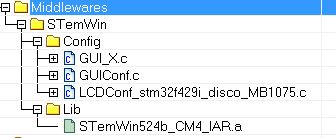 Middlewares
STemWin
Config
GUI_X.c
GUIConf.c
LCDConf_stm32f429i_disco_MB1075.c
Lib
STemWin524b_CM4_IAR.a